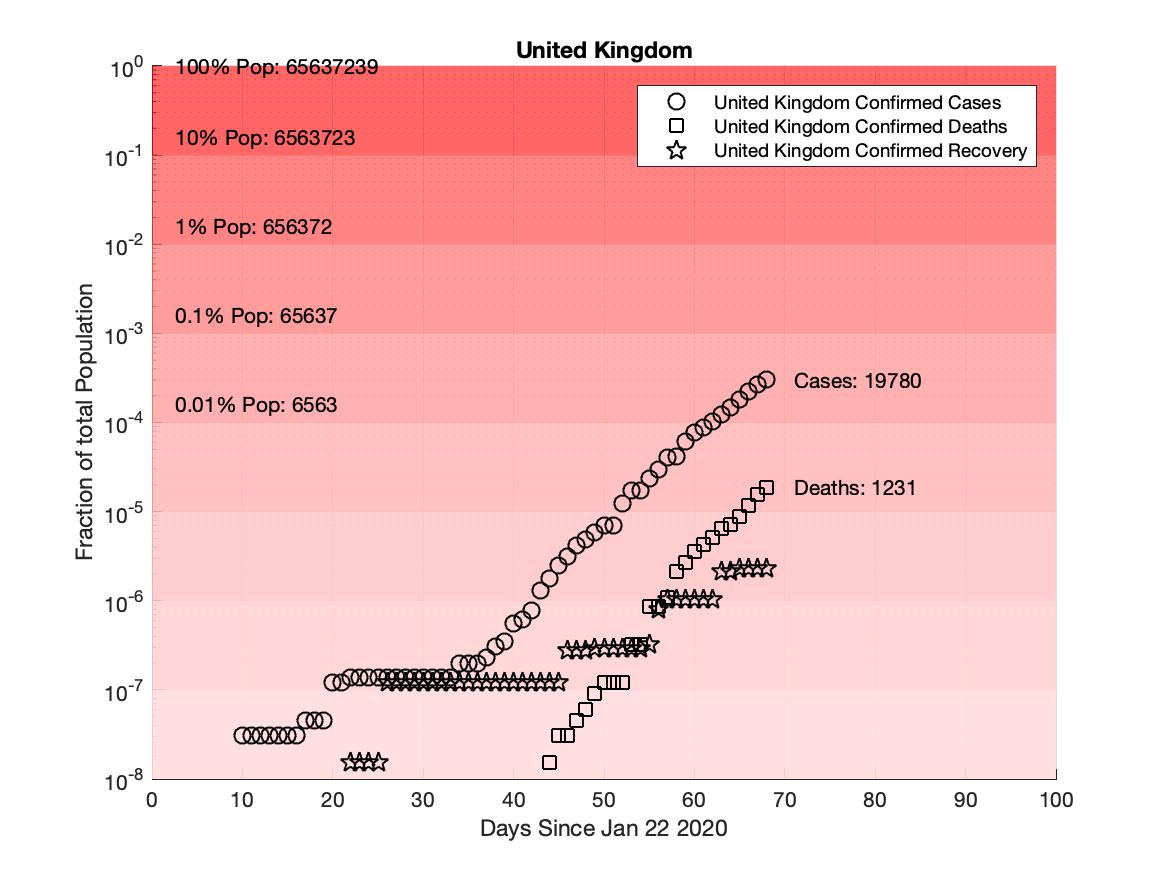 United Kingdom
10^0
100% Pop: 65637239
United Kingdom Confirmed Cases
United Kingdom Confirmed Deaths
United Kingdom Confirmed Recovery
10% Pop: 6563723
10^-1
1% Pop: 656372
10^-2
0.1% Pop: 65637
10^-3
Cases: 19780
0.01% Pop: 6563
10^-4
Deaths: 1231
10^-5
10^-6
10^-7
10^-8
Fraction of total Population
0 10 20 30 40 50 60 70 80 90 100
Days Since Jan 22 2020